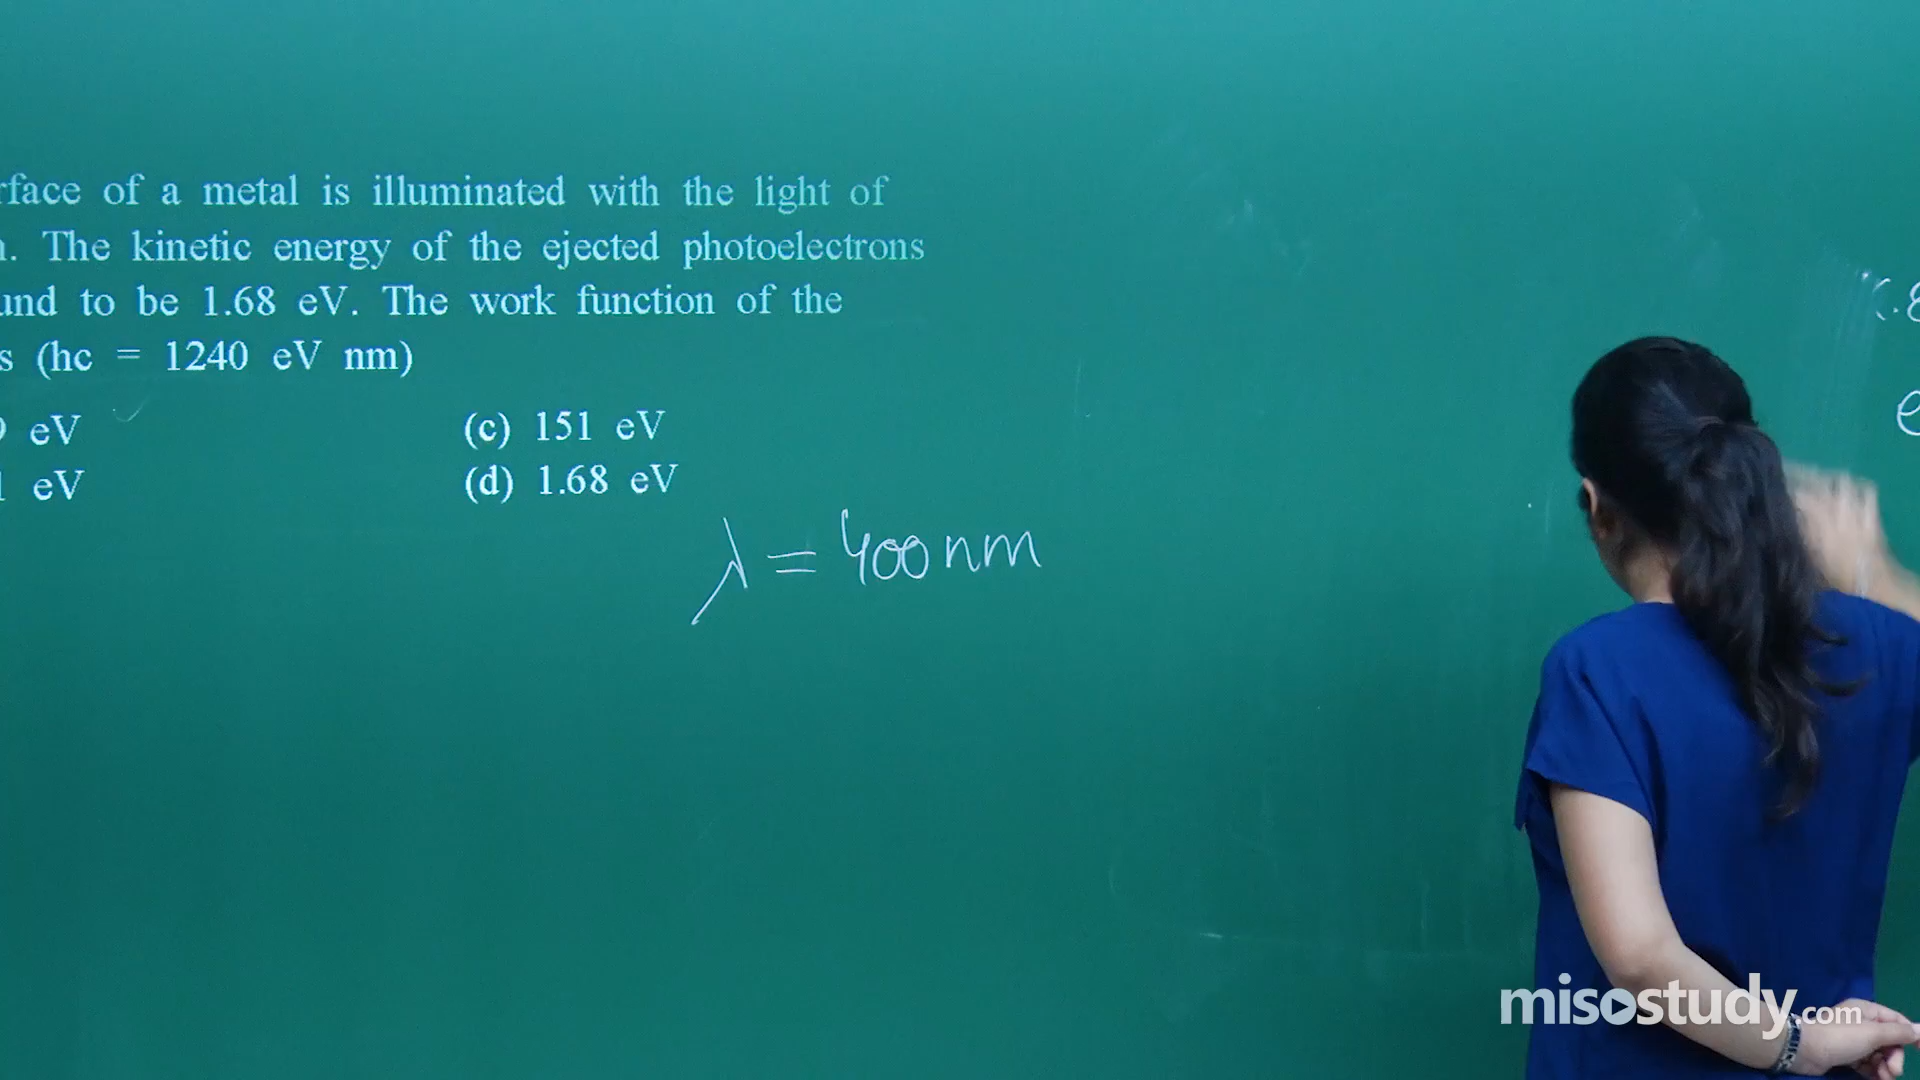 rface of a metal is illuminated with the light of
. The kinetic energy of the ejected photoelectrons
und to be 1.68 eV. The work function of the
s (hc = 1240 eV nm)
eV
(c) 151 eV
eV
(d) 1.68 eV
λ = 400nm
misostudy.com